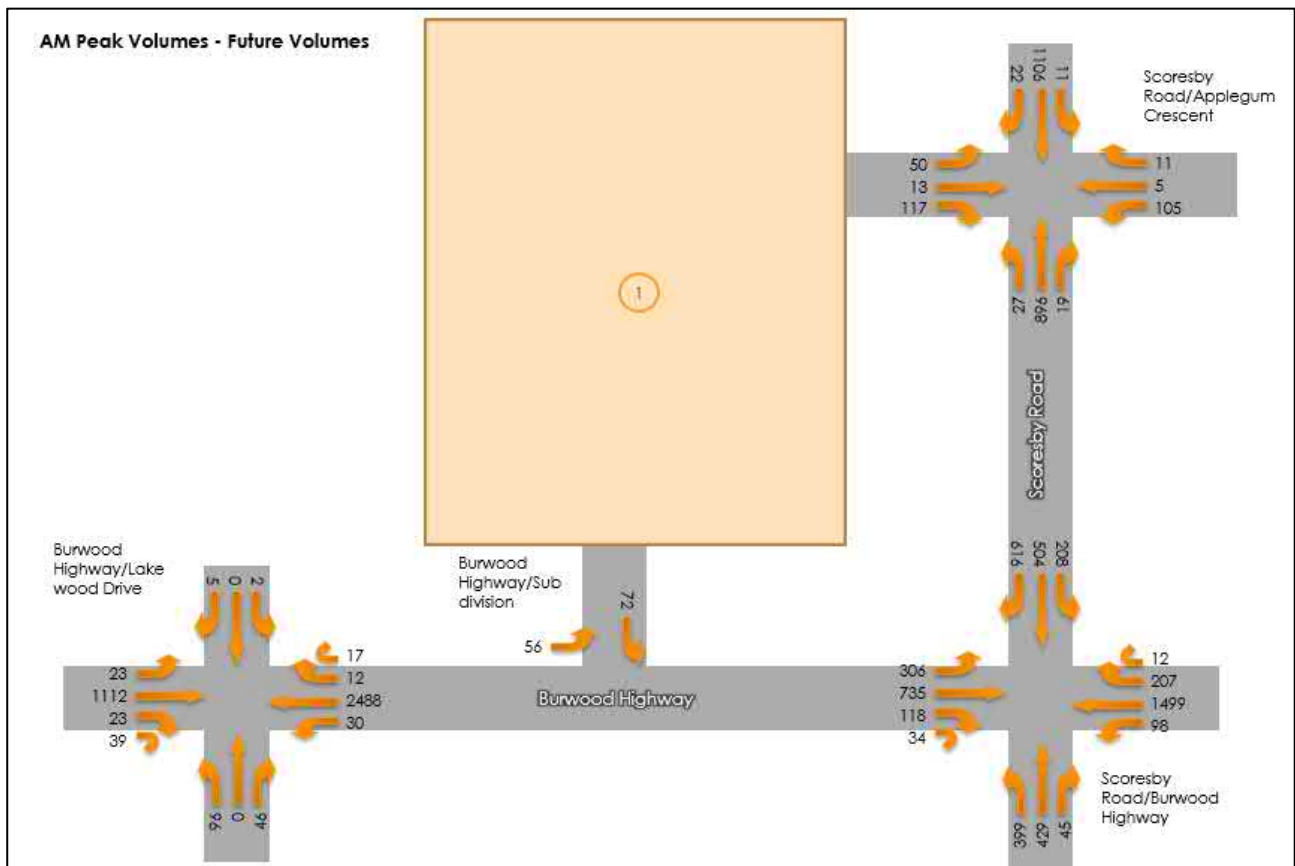 AM Peak Volumes - Future Volumes
22
1106
11
Scoresby
Road/Applegum
Crescent
50
13
117
11
5
105
1
27
896
19
Scoresby Road
Burwood
Highway/Lake
wood Drive
5
0
2
Burwood
Highway/Sub
division
72
56
616
504
208
23
1112
23
39
17
12
2488
30
Burwood Highway
306
735
118
34
12
207
1499
98
96
0
46
399
429
45
Scoresby
Road/Burwood
Highway